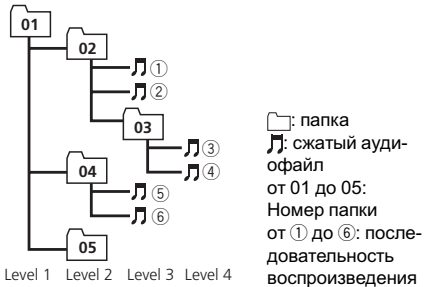 01
02
①
②
03
③
④
04
⑤
⑥
05
Level 1 Level 2 Level 3 Level 4
: папка
: сжатый ауди-
офайл
от 01 до 05:
Номер папки
от ① до ⑥: после-
довательность
воспроизведения